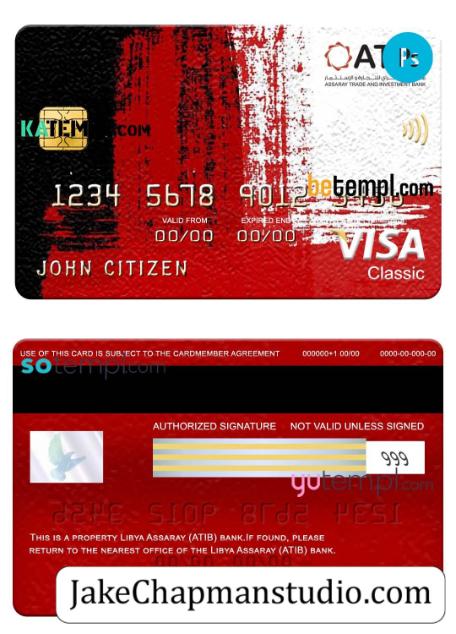 AT
Ps
ASSARAY TRADE AND INVESTMENT BANK
KATEMPL.COM
1234 5678 9012 3456
betempl.com
VALID FROM EXPIRED END
00/00 00/00
VISA
JOHN CITIZEN
Classic
USE OF THIS CARD IS SUBJECT TO THE CARDMEMBER AGREEMENT 000000+1 00/00 0000-00-000-00
sotempl.com
AUTHORIZED SIGNATURE NOT VALID UNLESS SIGNED
999
yutempl.com
THIS IS A PROPERTY LIBYA ASSARAY (ATIB) BANK.IF FOUND, PLEASE
RETURN TO THE NEAREST OFFICE OF THE LIBYA ASSARAY (ATIB) BANK.
JakeChapmanstudio.com